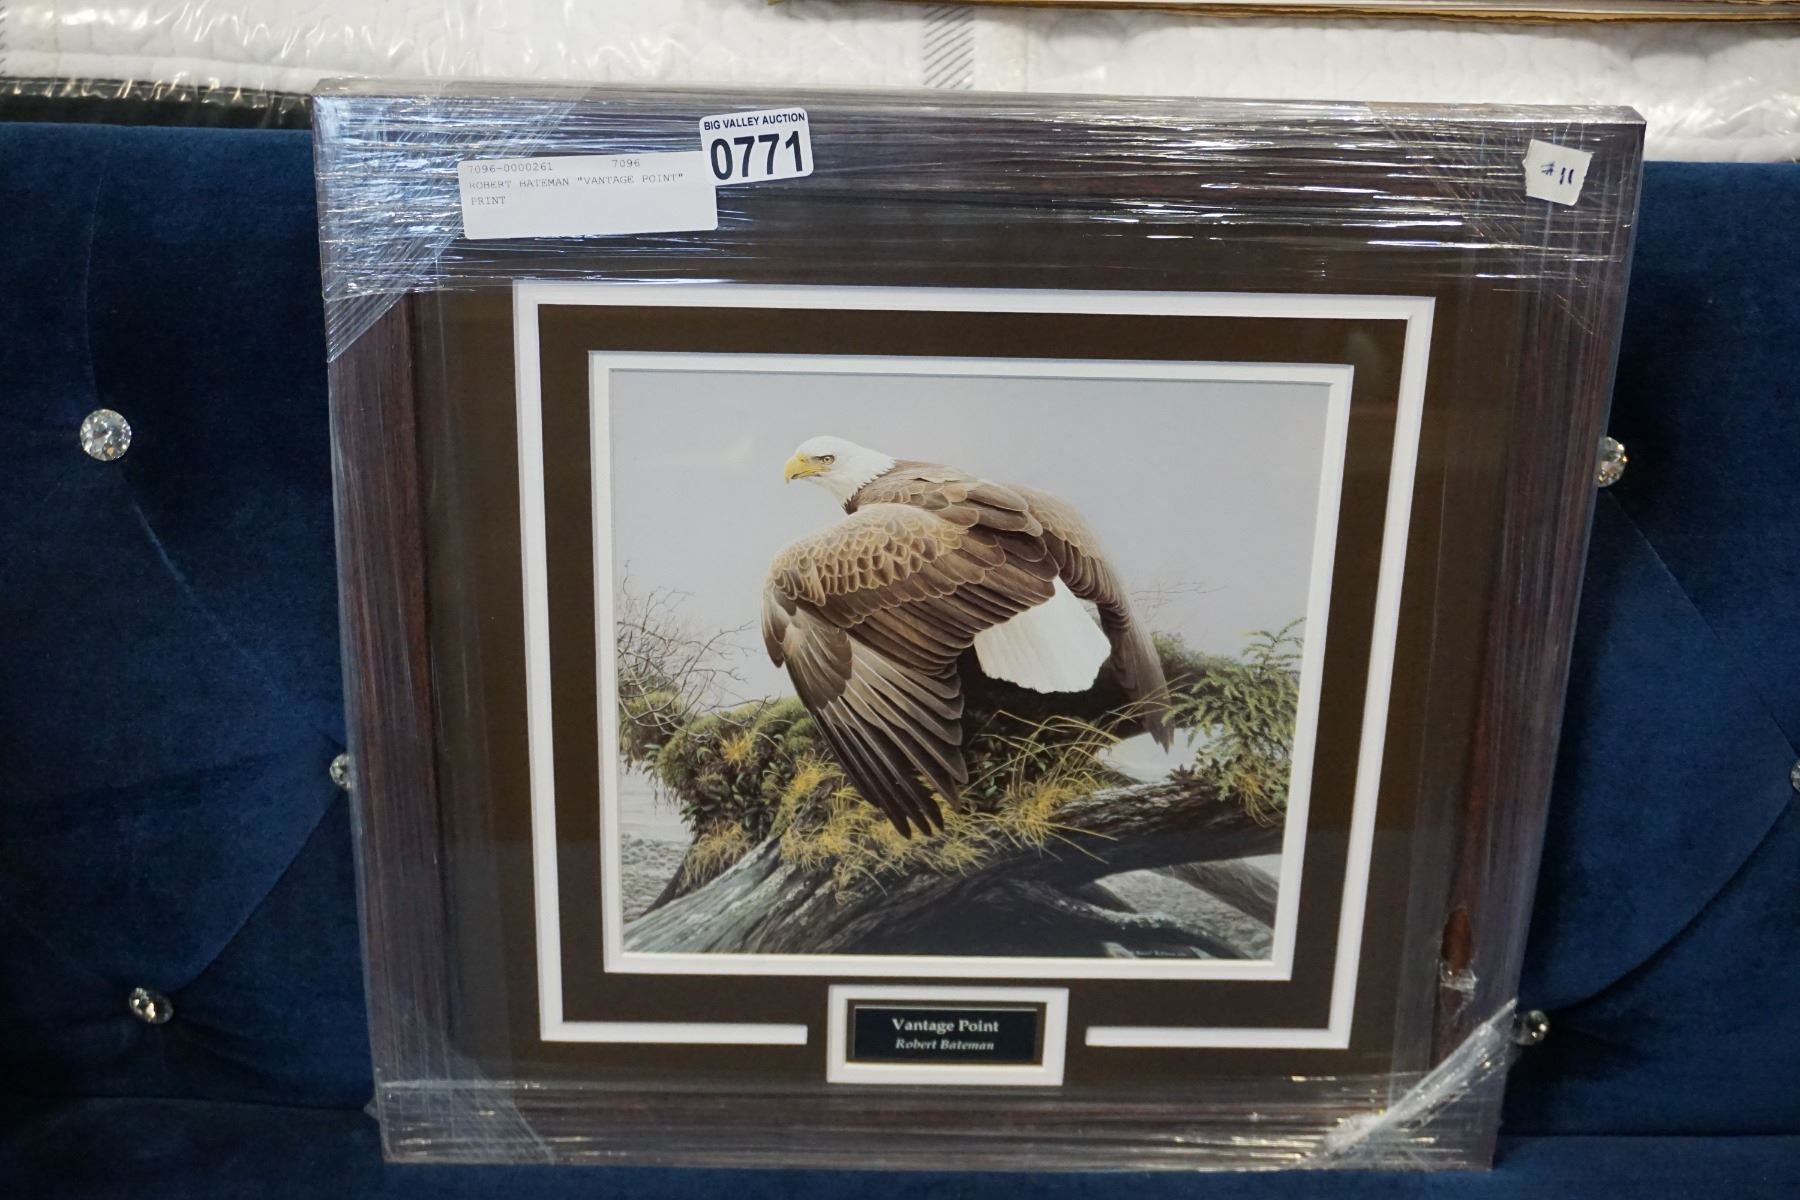 BIG VALLEY AUCTION
0771
7096-0000261 7096
ROBERT BATEMAN "VANTAGE POINT"
PRINT
#11
Vantage Point
Robert Bateman